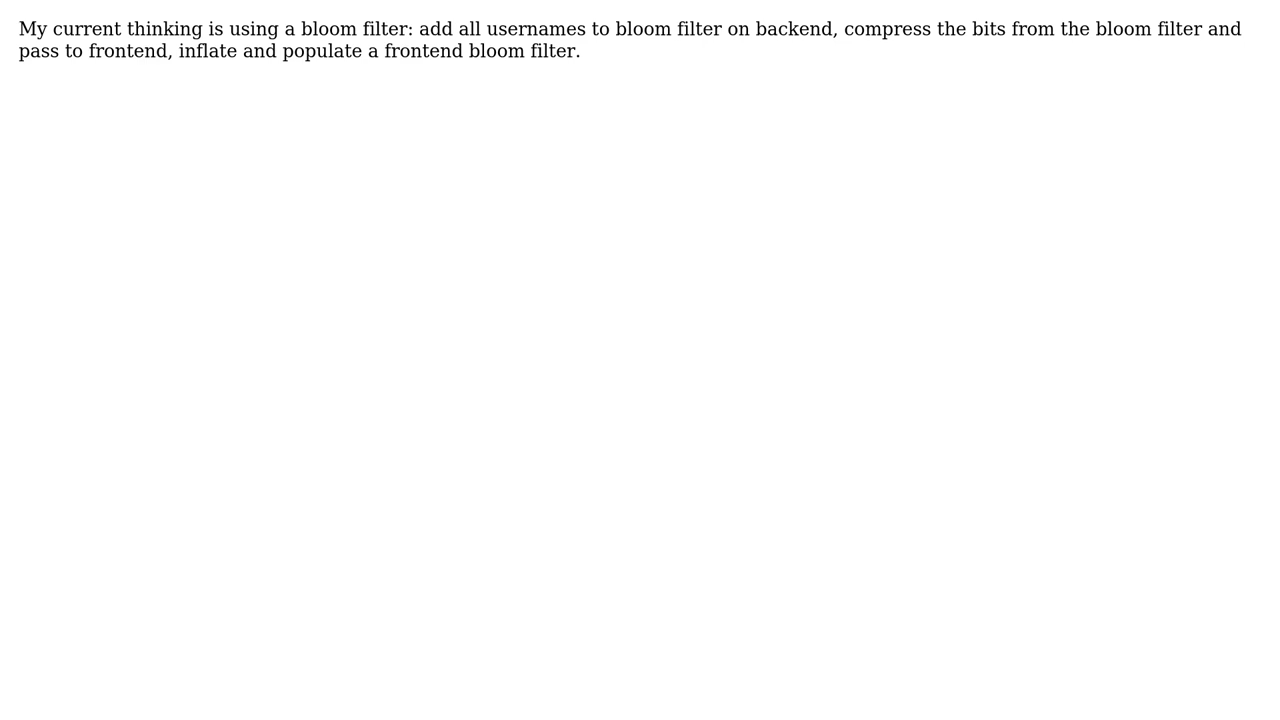 My current thinking is using a bloom filter: add all usernames to bloom filter on backend, compress the bits from the bloom filter and
pass to frontend, inflate and populate a frontend bloom filter.